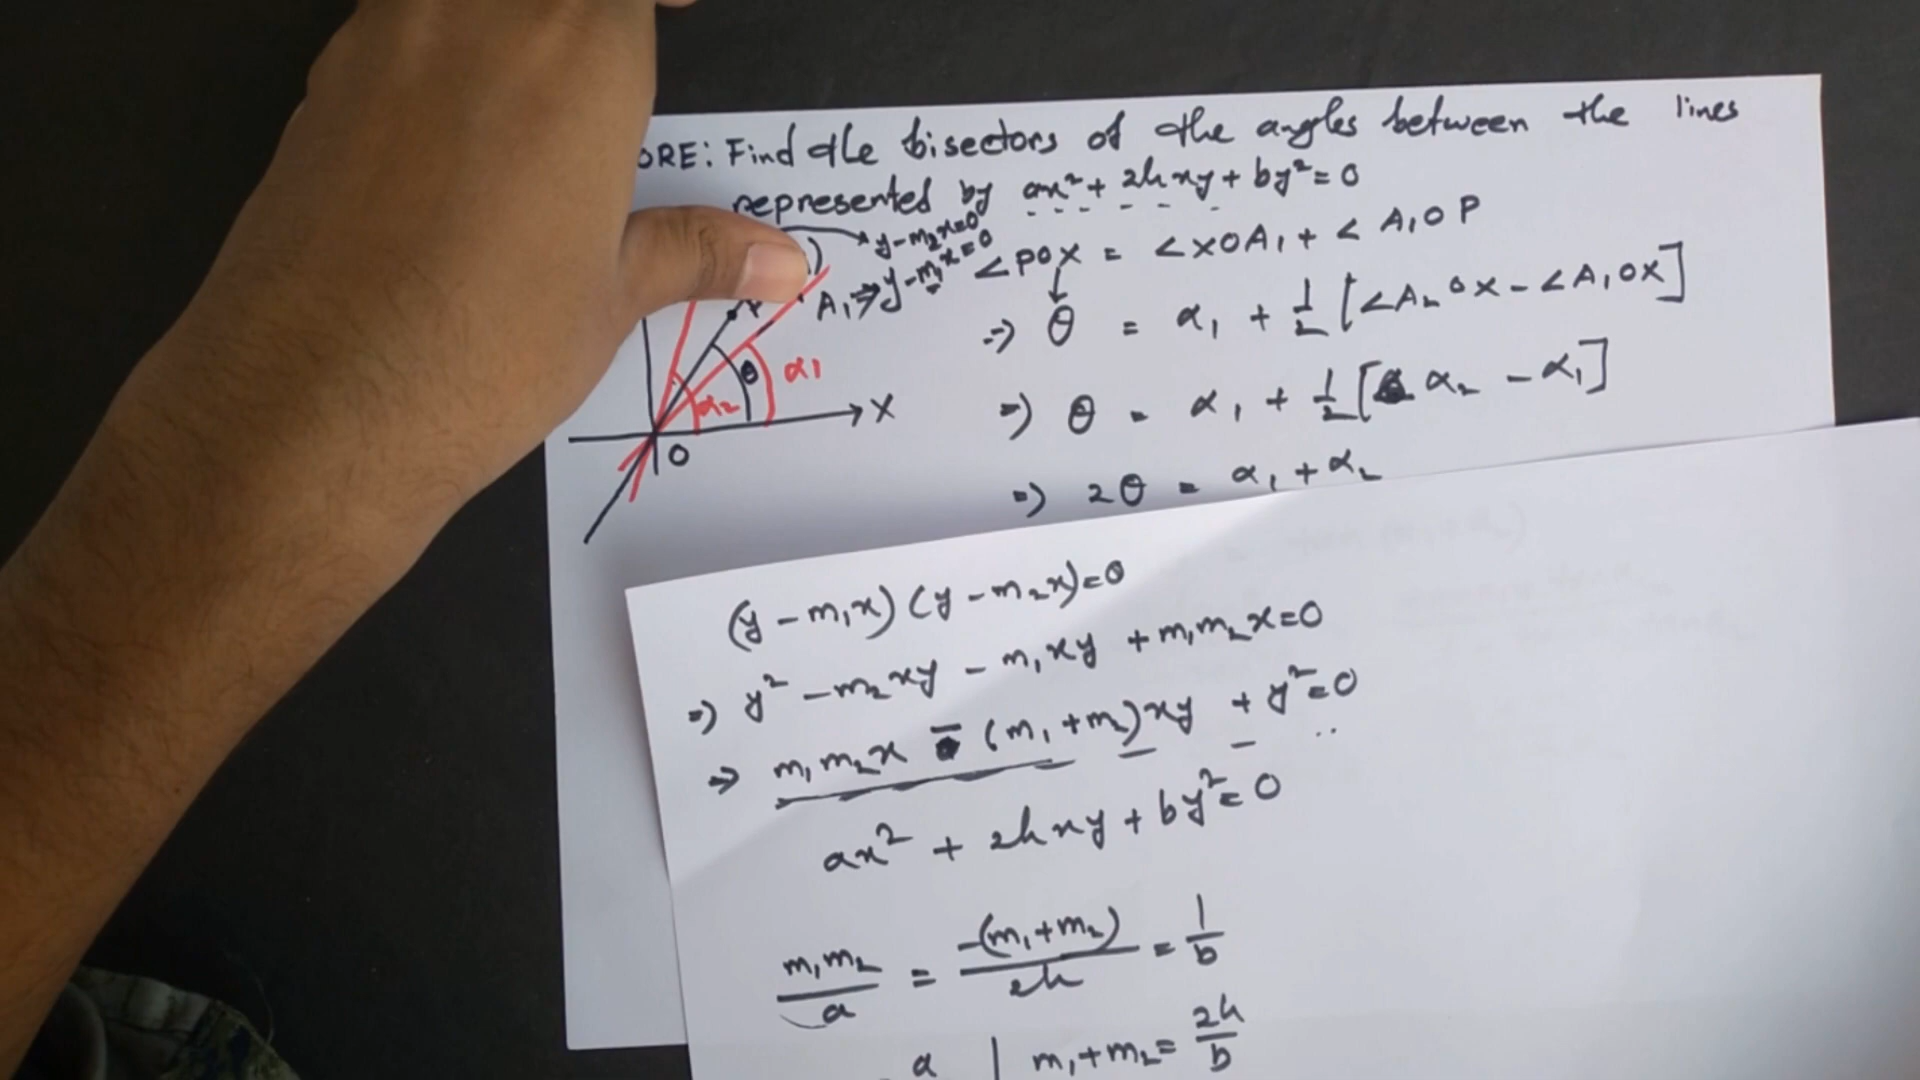 ORE: Find the bisectors of the angles between the lines
represented by ax² + 2hxy + by² = 0
y-m₂x=0
A₁ ⇒ y-m₁x=0
θ
α₁
α₂
X
O
∠POX = ∠XOA₁ + ∠A₁OP
⇒ θ = α₁ + 1/2 [∠A₂OX - ∠A₁OX]
⇒ θ = α₁ + 1/2 [α₂ - α₁]
⇒ 2θ = α₁ + α₂
(y - m₁x) (y - m₂x) = 0
⇒ y² - m₂xy - m₁xy + m₁m₂x = 0
⇒ m₁m₂x - (m₁+m₂)xy + y² = 0
ax² + 2hxy + by² = 0
m₁m₂/a = -(m₁+m₂)/2h = 1/b
a | m₁+m₂ = 2h/b